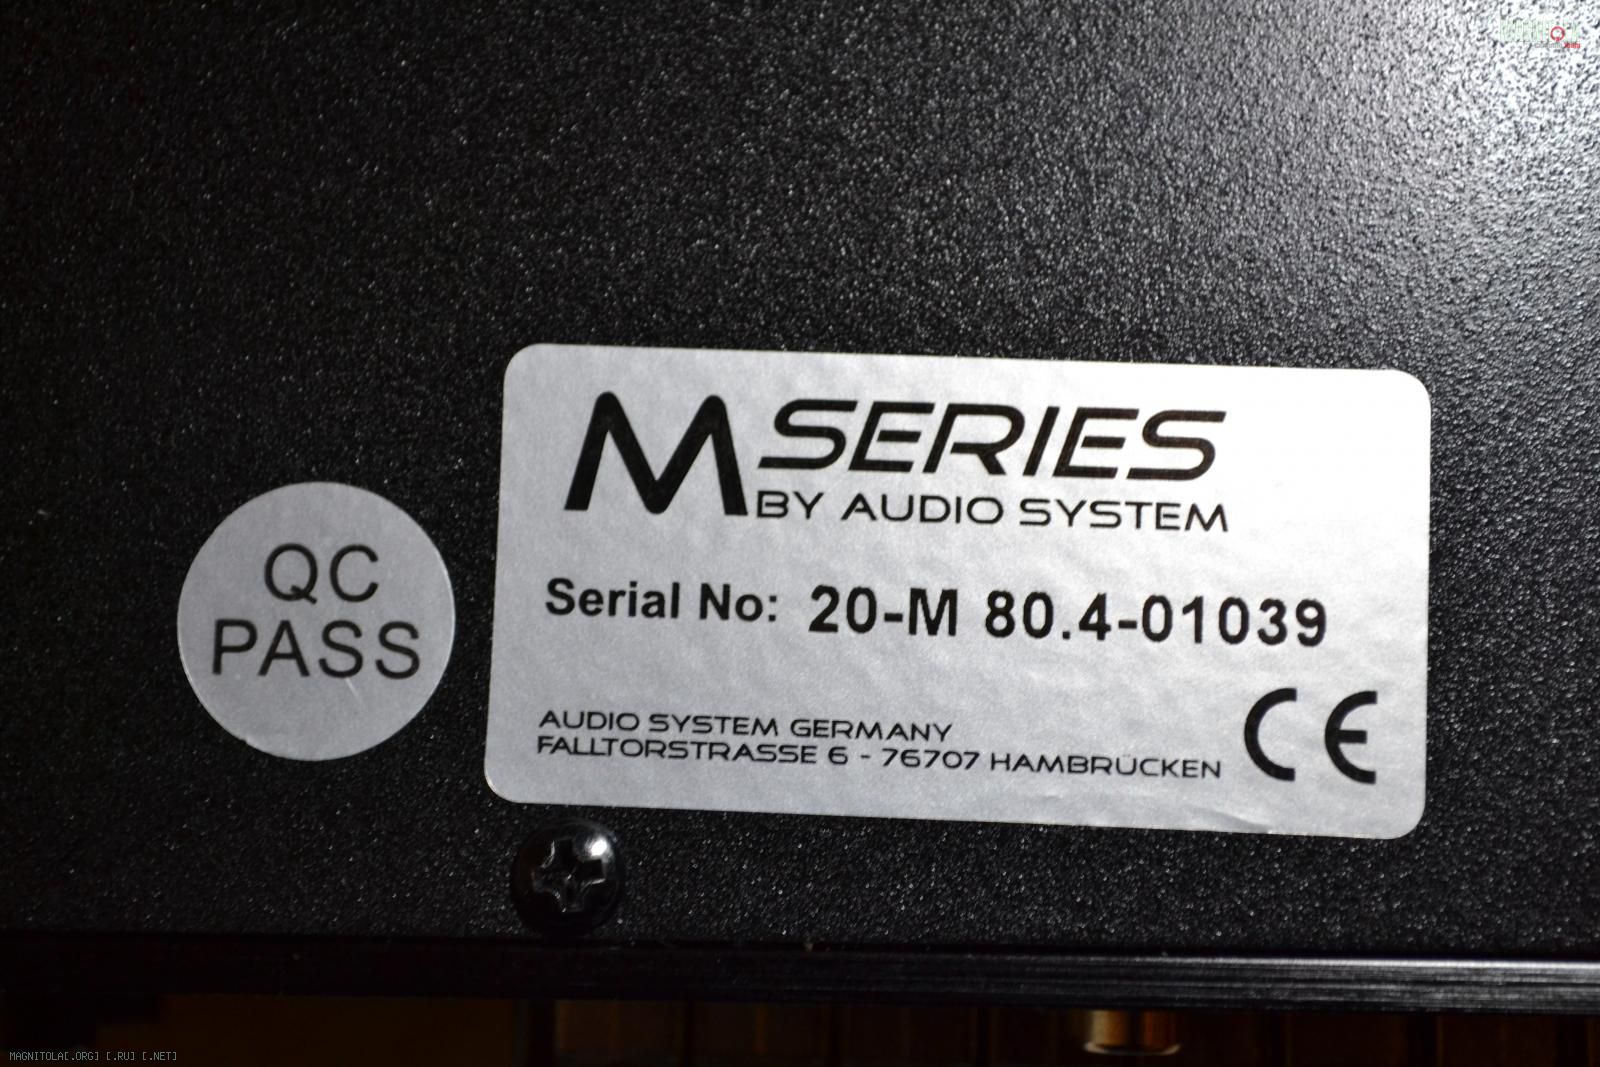 QC
PASS
M SERIES
BY AUDIO SYSTEM
Serial No: 20-M 80.4-01039
AUDIO SYSTEM GERMANY
FALLTORSTRASSE 6 - 76707 HAMBRÜCKEN
CE
MAGNITOLA[.ORG] [.RU] [.NET]